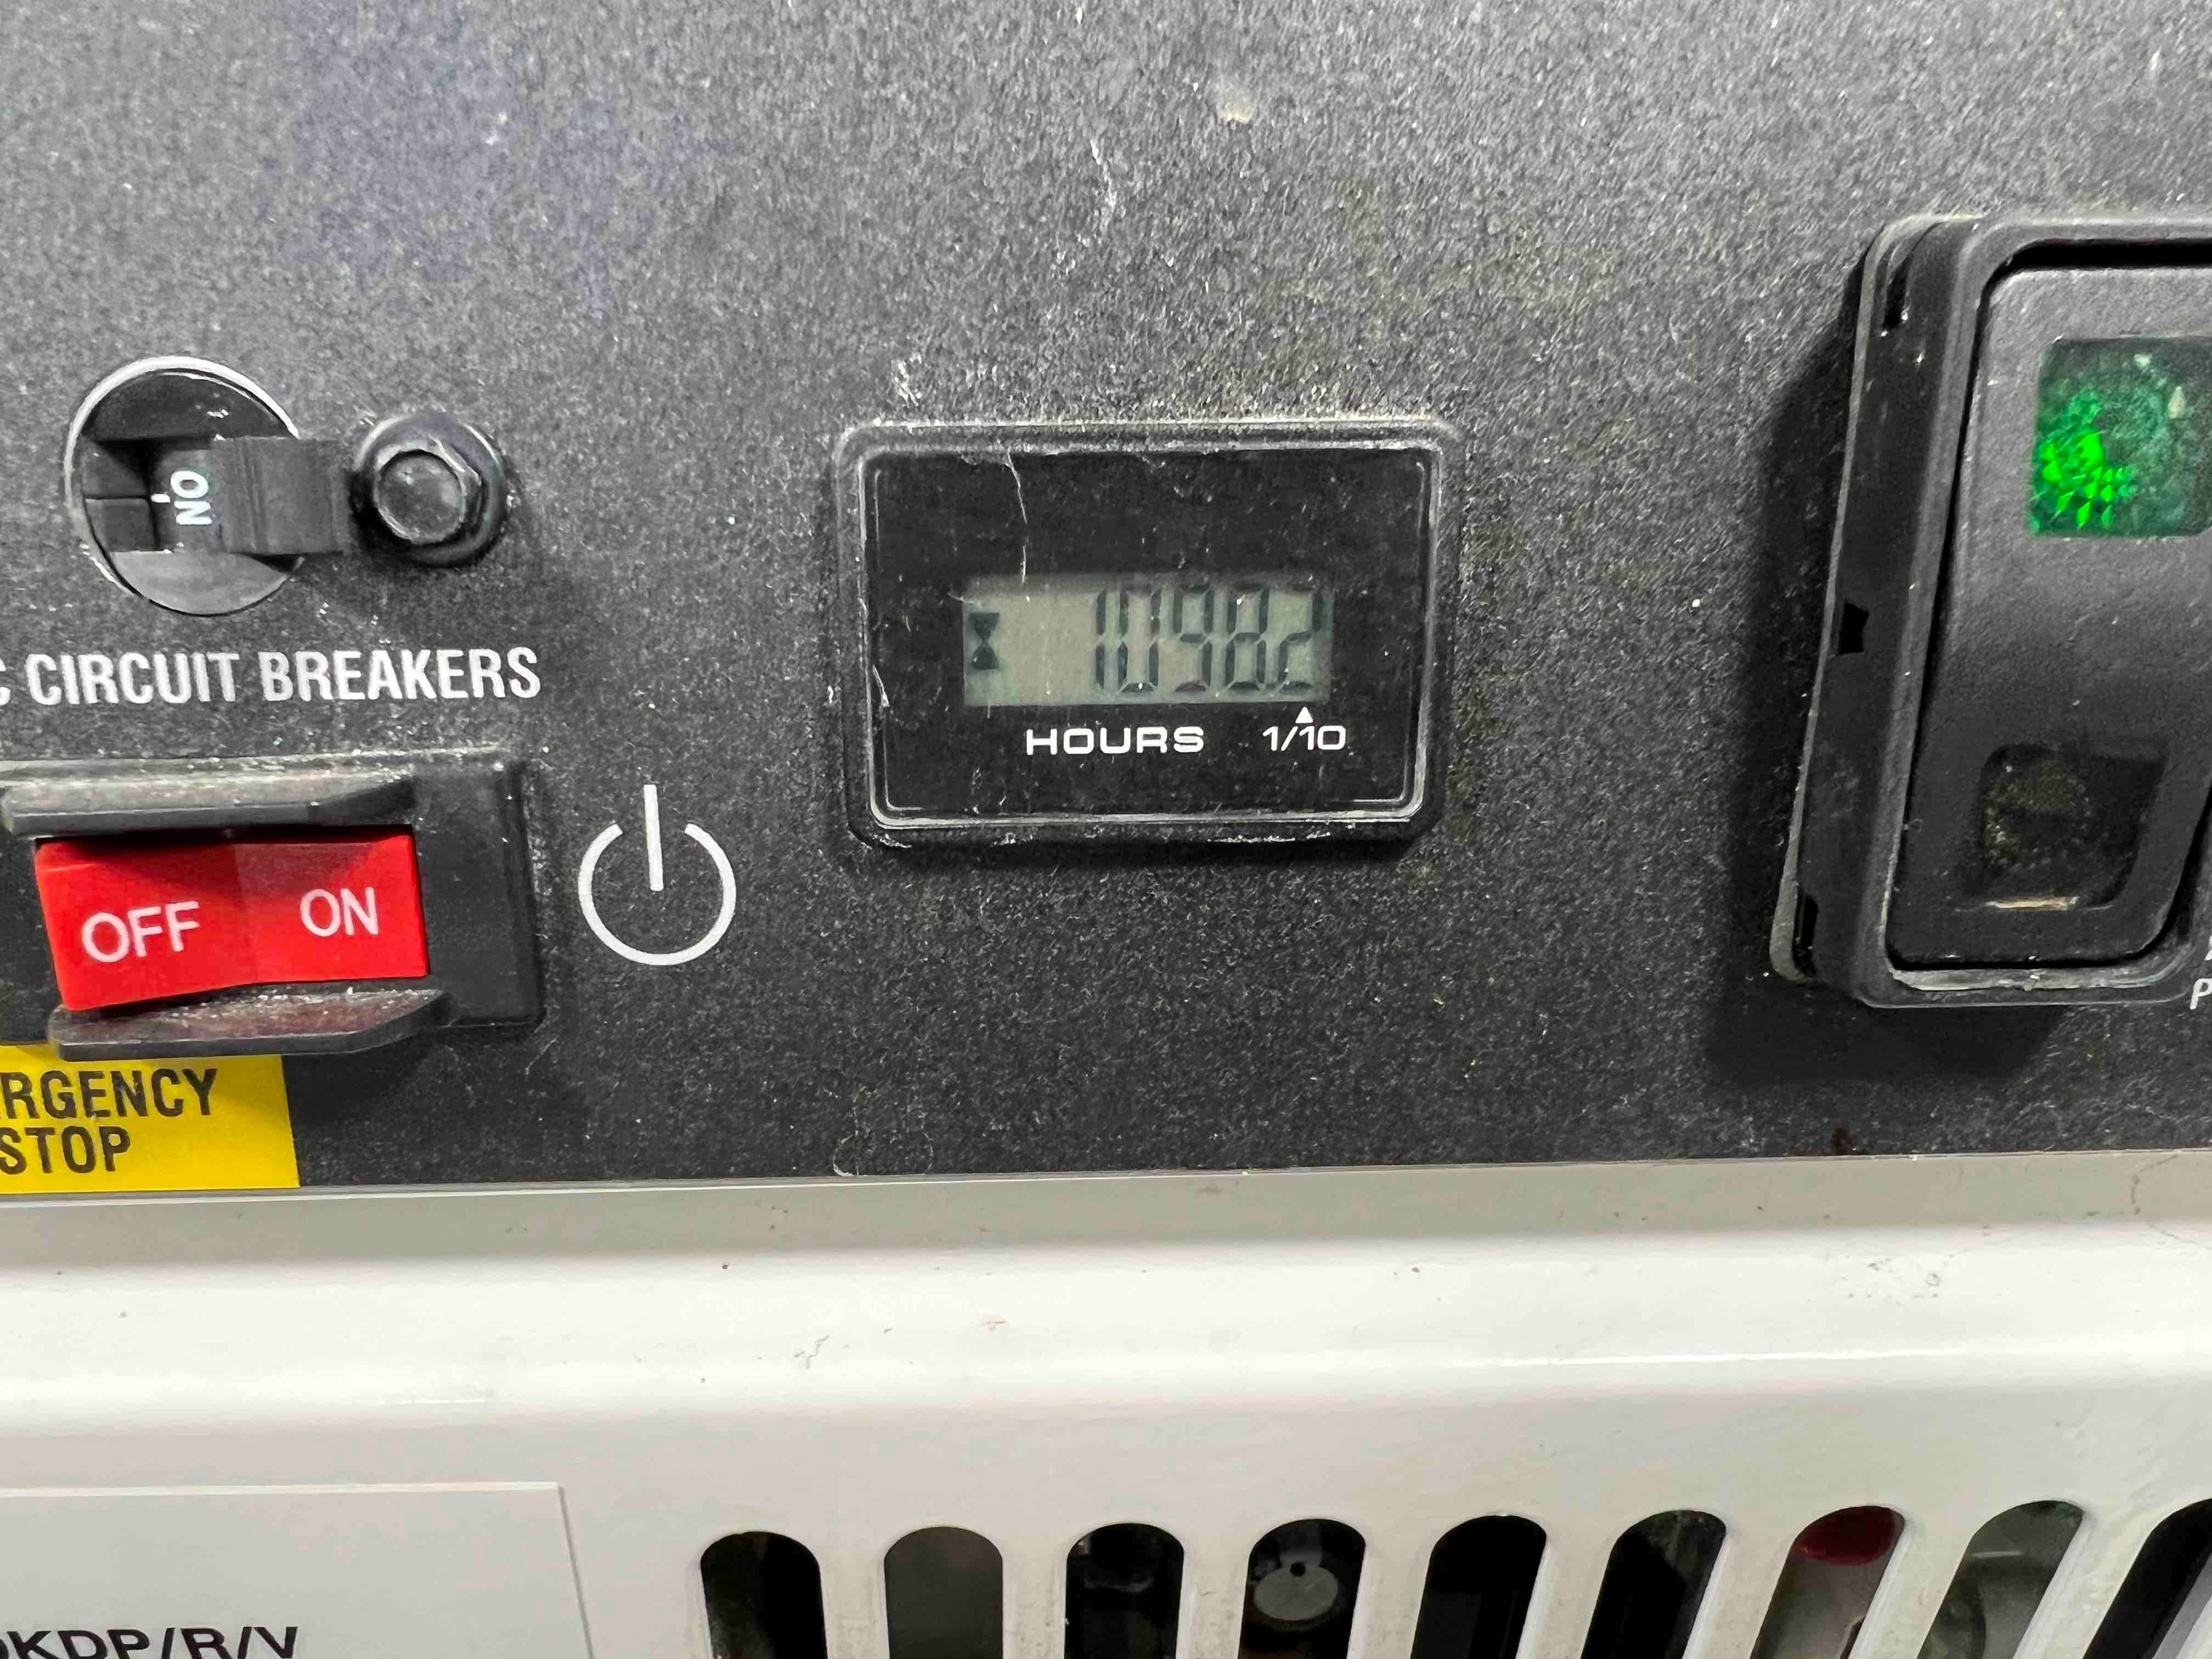 ON
C CIRCUIT BREAKERS
10982
HOURS 1/10
OFF ON
RGENCY
STOP
KDP/R/V